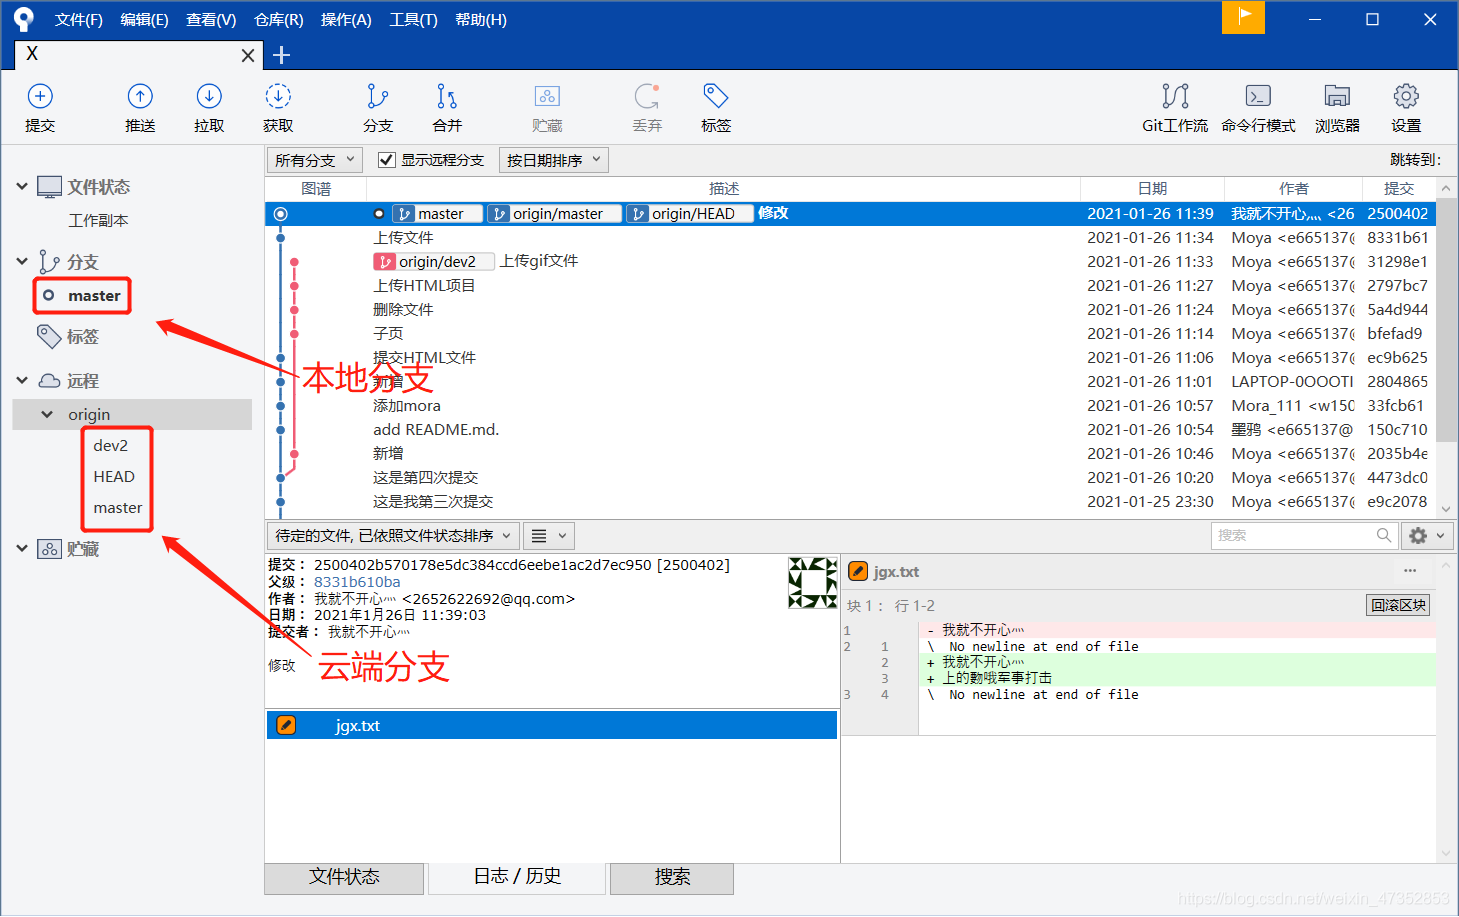 文件(F) 编辑(E) 查看(V) 仓库(R) 操作(A) 工具(T) 帮助(H)
X
提交 推送 拉取 获取 分支 合并 贮藏 丢弃 标签 Git工作流 命令行模式 浏览器 设置
所有分支 显示远程分支 按日期排序 跳转到:
图谱 描述 日期 作者 提交
master origin/master origin/HEAD 修改 2021-01-26 11:39 我就不开心灬 <26 2500402
上传文件 2021-01-26 11:34 Moya <e665137@ 8331b61
origin/dev2 上传gif文件 2021-01-26 11:33 Moya <e665137@ 31298e1
上传HTML项目 2021-01-26 11:27 Moya <e665137@ 2797bc7
删除文件 2021-01-26 11:24 Moya <e665137@ 5a4d944
子页 2021-01-26 11:14 Moya <e665137@ bfefad9
提交HTML文件 2021-01-26 11:06 Moya <e665137@ ec9b625
新增 2021-01-26 11:01 LAPTOP-0OOOTI 2804865
添加mora 2021-01-26 10:57 Mora_111 <w150 33fcb61
add README.md. 2021-01-26 10:54 墨鸦 <e665137@ 150c710
新增 2021-01-26 10:46 Moya <e665137@ 2035b4e
这是第四次提交 2021-01-26 10:20 Moya <e665137@ 4473dc0
这是我第三次提交 2021-01-25 23:30 Moya <e665137@ e9c2078
文件状态
工作副本
分支
master
标签
远程
origin
dev2
HEAD
master
贮藏
本地分支
云端分支
待定的文件, 已依照文件状态排序 搜索
提交: 2500402b570178e5dc384ccd6eebe1ac2d7ec950 [2500402]
父级: 8331b610ba
作者: 我就不开心灬 <2652622692@qq.com>
日期: 2021年1月26日 11:39:03
提交者: 我就不开心灬
修改
jgx.txt
jgx.txt ...
块 1: 行 1-2 回滚区块
1 - 我就不开心灬
2 1 \ No newline at end of file
2 + 我就不开心灬
3 + 上的覅哦军事打击
3 4 \ No newline at end of file
文件状态 日志 / 历史 搜索
https://blog.csdn.net/weixin_47352853